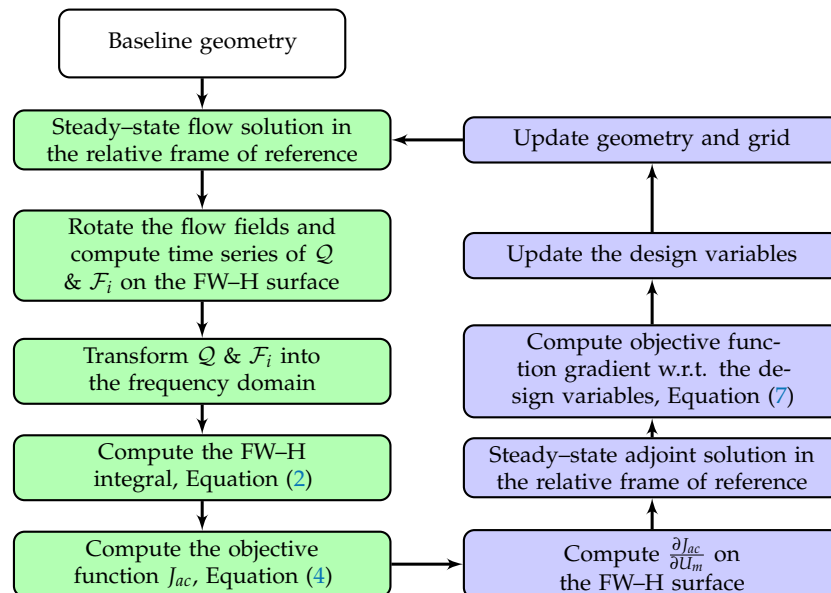 Baseline geometry
Steady–state flow solution in
the relative frame of reference
Rotate the flow fields and
compute time series of 𝒬
& ℱᵢ on the FW–H surface
Transform 𝒬 & ℱᵢ into
the frequency domain
Compute the FW–H
integral, Equation (2)
Compute the objective
function J_ac, Equation (4)
Compute ∂J_ac/∂U_m on
the FW–H surface
Steady–state adjoint solution in
the relative frame of reference
Compute objective func-
tion gradient w.r.t. the de-
sign variables, Equation (7)
Update the design variables
Update geometry and grid